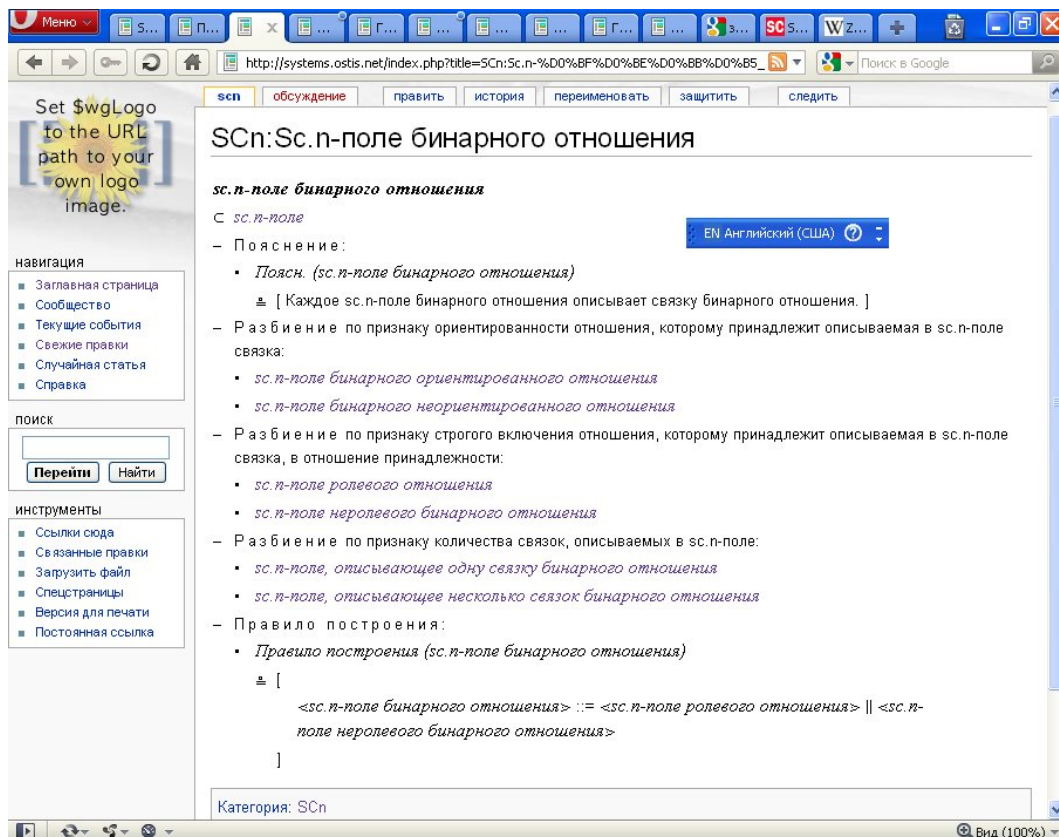 Меню
S...
П...
...
Г...
...
...
...
Г...
...
з...
SC S...
W Z...
http://systems.ostis.net/index.php?title=SCn:Sc.n-%D0%BF%D0%BE%D0%BB%D0%B5_
Поиск в Google
Set $wgLogo
to the URL
path to your
own logo
image.
scn
обсуждение
править
история
переименовать
защитить
следить
SCn:Sc.n-поле бинарного отношения
sc.n-поле бинарного отношения
⊂ sc.n-поле
EN Английский (США)
– Пояснение:
• Поясн. (sc.n-поле бинарного отношения)
≗ [ Каждое sc.n-поле бинарного отношения описывает связку бинарного отношения. ]
– Разбиение по признаку ориентированности отношения, которому принадлежит описываемая в sc.n-поле
связка:
• sc.n-поле бинарного ориентированного отношения
• sc.n-поле бинарного неориентированного отношения
– Разбиение по признаку строгого включения отношения, которому принадлежит описываемая в sc.n-поле
связка, в отношение принадлежности:
• sc.n-поле ролевого отношения
• sc.n-поле неролевого бинарного отношения
– Разбиение по признаку количества связок, описываемых в sc.n-поле:
• sc.n-поле, описывающее одну связку бинарного отношения
• sc.n-поле, описывающее несколько связок бинарного отношения
– Правило построения:
• Правило построения (sc.n-поле бинарного отношения)
≗ [
<sc.n-поле бинарного отношения> ::= <sc.n-поле ролевого отношения> || <sc.n-
поле неролевого бинарного отношения>
]
Категория: SCn
навигация
Заглавная страница
Сообщество
Текущие события
Свежие правки
Случайная статья
Справка
поиск
Перейти
Найти
инструменты
Ссылки сюда
Связанные правки
Загрузить файл
Спецстраницы
Версия для печати
Постоянная ссылка
Вид (100%)